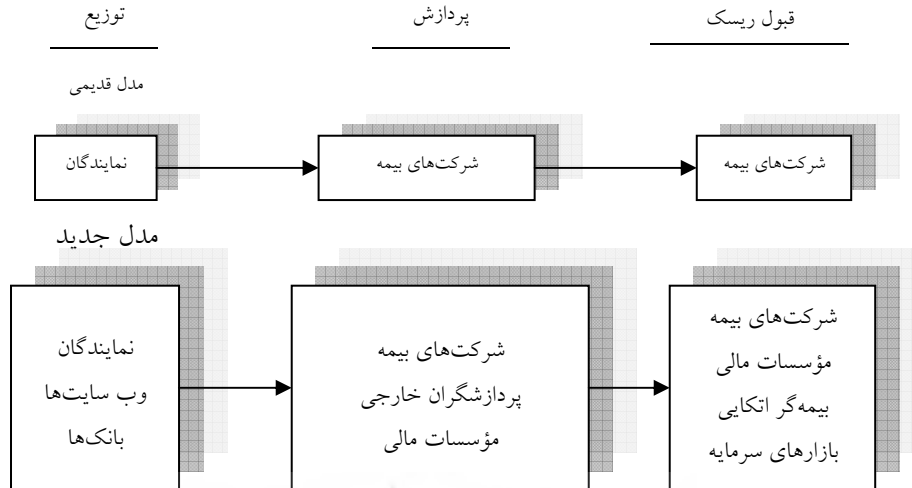 توزیع
پردازش
قبول ریسک
مدل قدیمی
نمایندگان
شرکت‌های بیمه
شرکت‌های بیمه
مدل جدید
نمایندگان
وب سایت‌ها
بانک‌ها
شرکت‌های بیمه
پردازشگران خارجی
مؤسسات مالی
شرکت‌های بیمه
مؤسسات مالی
بیمه‌گر اتکایی
بازارهای سرمایه